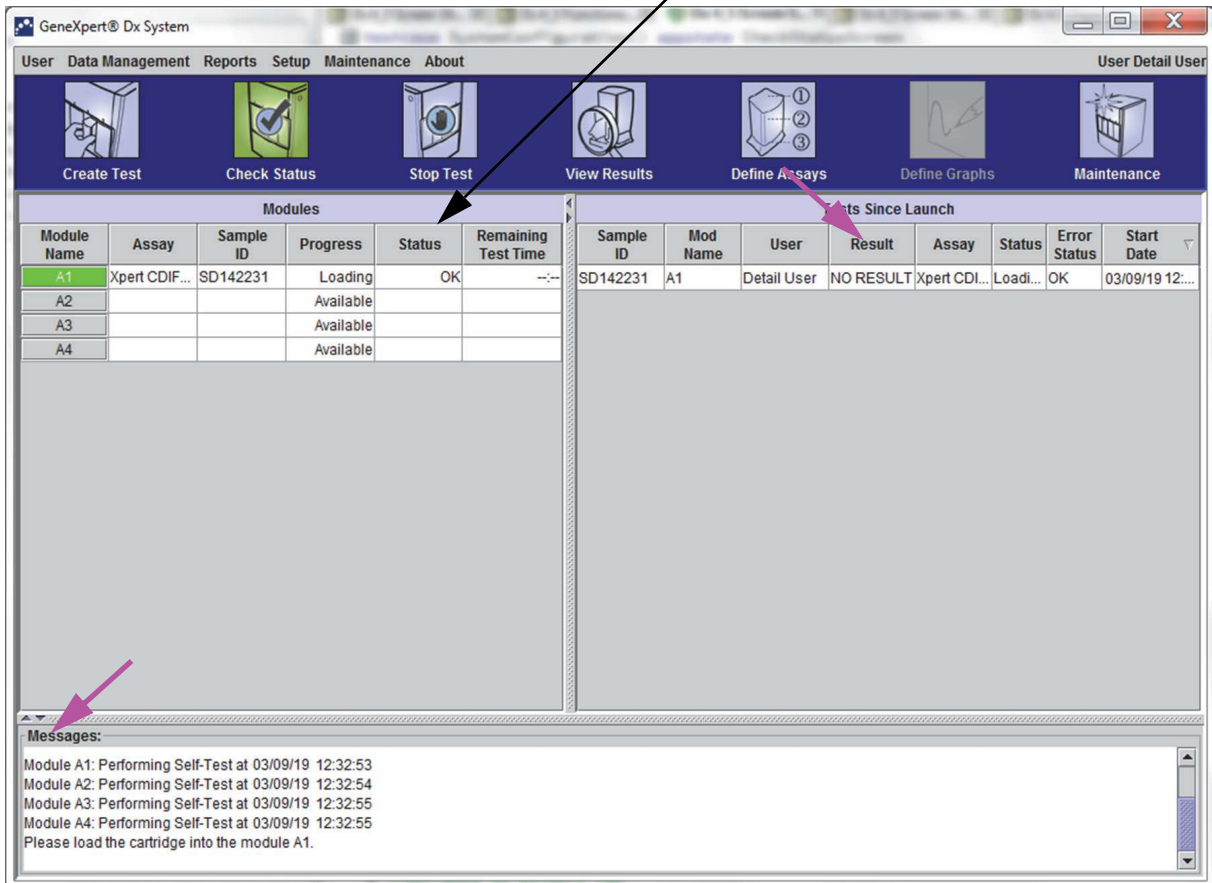 GeneXpert® Dx System
User Data Management Reports Setup Maintenance About User Detail User
Create Test Check Status Stop Test View Results Define Assays Define Graphs Maintenance
① ② ③
Modules
Module Name Assay Sample ID Progress Status Remaining Test Time
A1 Xpert CDIF... SD142231 Loading OK --:--
A2 Available
A3 Available
A4 Available
Since Launch
Sample ID Mod Name User Result Assay Status Error Status Start Date
SD142231 A1 Detail User NO RESULT Xpert CDI... Loadi... OK 03/09/19 12:...
Messages:
Module A1: Performing Self-Test at 03/09/19 12:32:53
Module A2: Performing Self-Test at 03/09/19 12:32:54
Module A3: Performing Self-Test at 03/09/19 12:32:55
Module A4: Performing Self-Test at 03/09/19 12:32:55
Please load the cartridge into the module A1.